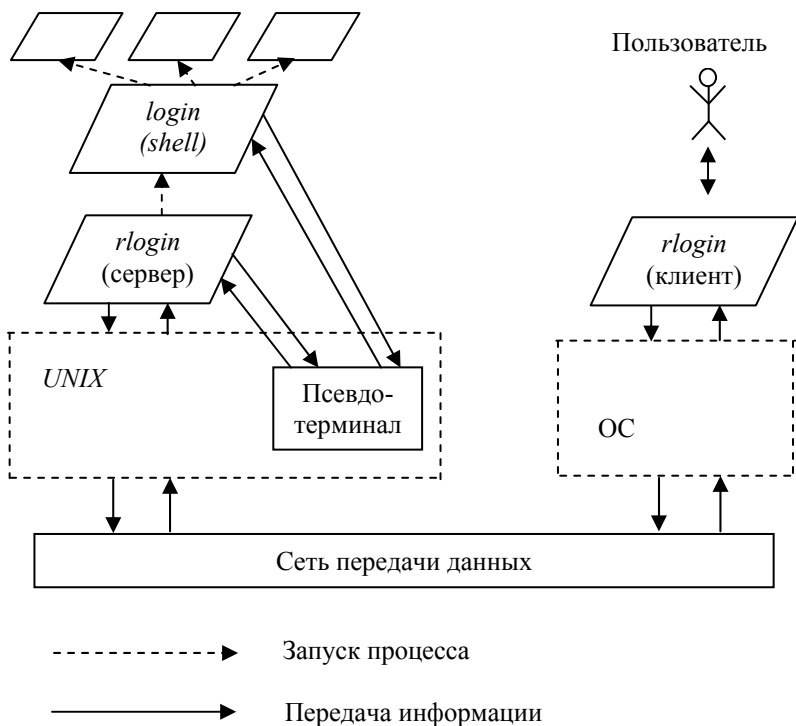 Пользователь
login
(shell)
rlogin
(сервер)
rlogin
(клиент)
UNIX
Псевдо-
терминал
ОС
Сеть передачи данных
Запуск процесса
Передача информации